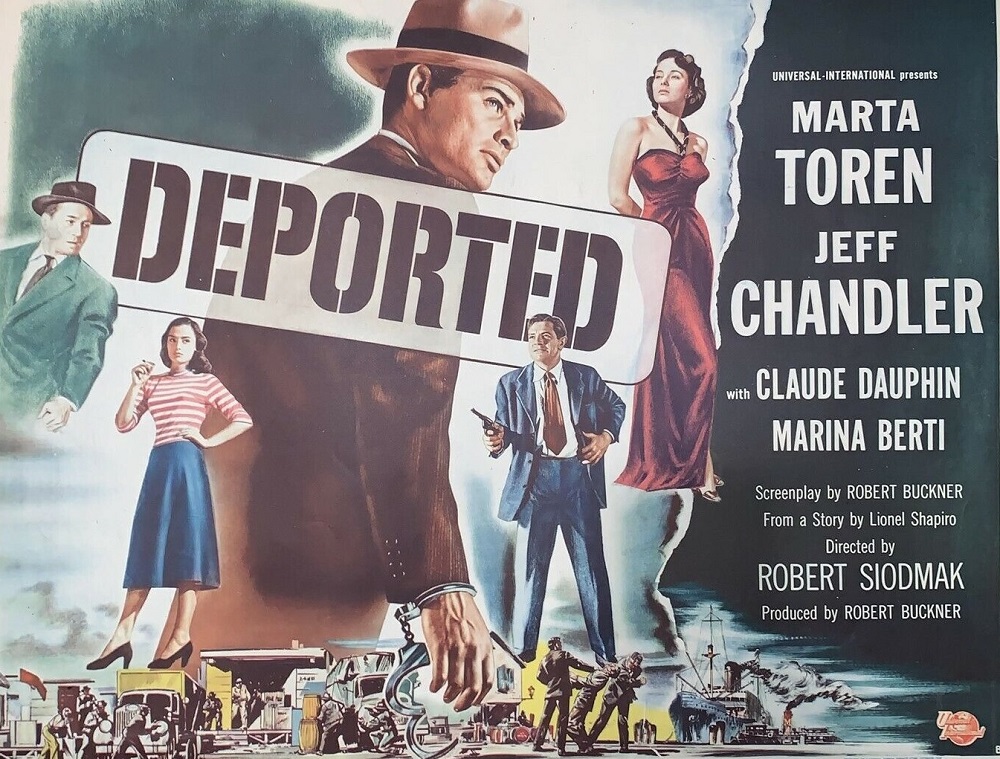 DEPORTED
UNIVERSAL-INTERNATIONAL presents
MARTA
TOREN
JEFF
CHANDLER
with CLAUDE DAUPHIN
MARINA BERTI
Screenplay by ROBERT BUCKNER
From a Story by Lionel Shapiro
Directed by
ROBERT SIODMAK
Produced by ROBERT BUCKNER